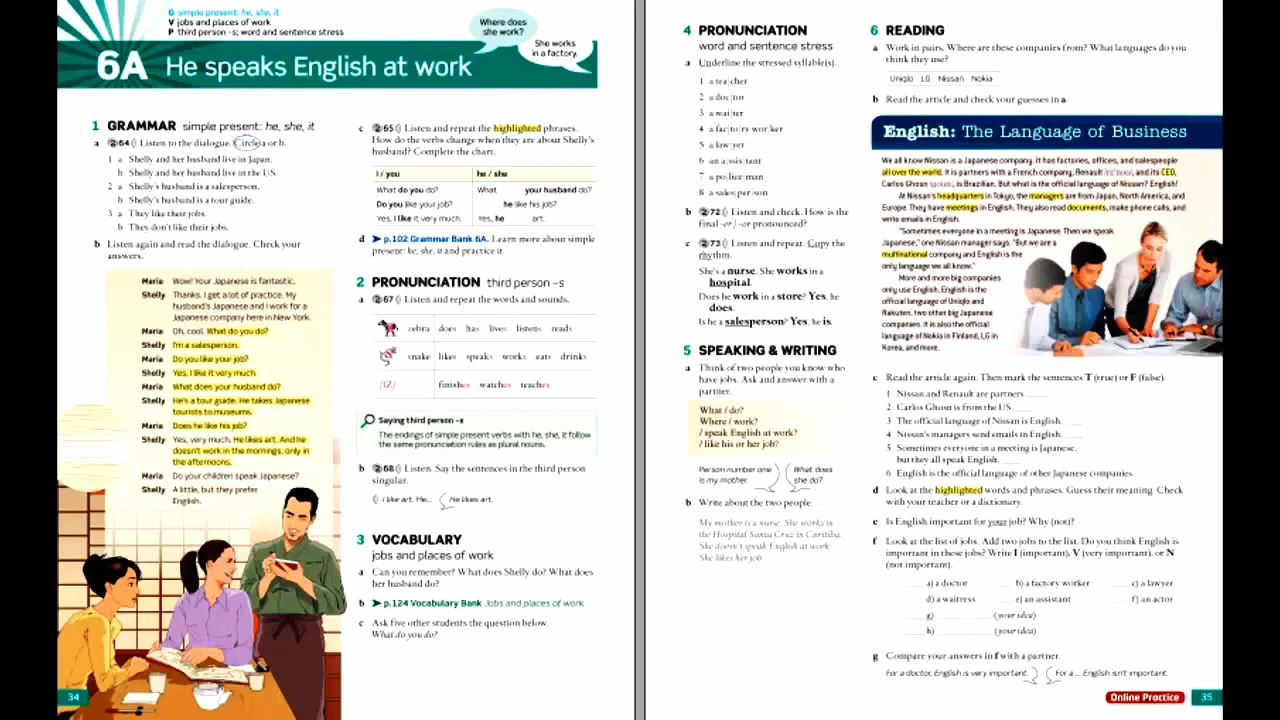 G simple present: he, she, it
V jobs and places of work
P third person -s; word and sentence stress
Where does
she work?
She works
in a factory.
6A He speaks English at work
1 GRAMMAR simple present: he, she, it
a 2 64 Listen to the dialogue. Circle a or b.
1 a Shelly and her husband live in Japan.
b Shelly and her husband live in the US.
2 a Shelly's husband is a salesperson.
b Shelly's husband is a tour guide.
3 a They like their jobs.
b They don't like their jobs.
b Listen again and read the dialogue. Check your
answers.
Maria Wow! Your Japanese is fantastic.
Shelly Thanks. I get a lot of practice. My
husband's Japanese and I work for a
Japanese company here in New York.
Maria Oh, cool. What do you do?
Shelly I'm a salesperson.
Maria Do you like your job?
Shelly Yes, I like it very much.
Maria What does your husband do?
Shelly He's a tour guide. He takes Japanese
tourists to museums.
Maria Does he like his job?
Shelly Yes, very much. He likes art. And he
doesn't work in the mornings, only in
the afternoons.
Maria Do your children speak Japanese?
Shelly A little, but they prefer
English.
34
c 2 65 Listen and repeat the highlighted phrases.
How do the verbs change when they are about Shelly's
husband? Complete the chart.
I / you he / she
What do you do? What your husband do?
Do you like your job? he like his job?
Yes, I like it very much. Yes, he art.
d p.102 Grammar Bank 6A. Learn more about simple
present: he, she, it and practice it.
2 PRONUNCIATION third person -s
a 2 67 Listen and repeat the words and sounds.
zebra does has lives listens reads
snake likes speaks works eats drinks
/ɪz/ finishes watches teaches
Saying third person -s
The endings of simple present verbs with he, she, it follow
the same pronunciation rules as plural nouns.
b 2 68 Listen. Say the sentences in the third person
singular.
I like art. He... He likes art.
3 VOCABULARY
jobs and places of work
a Can you remember? What does Shelly do? What does
her husband do?
b p.124 Vocabulary Bank Jobs and places of work
c Ask five other students the question below.
What do you do?
4 PRONUNCIATION
word and sentence stress
a Underline the stressed syllable(s).
1 a tea|cher
2 a doc|tor
3 a wai|ter
4 a fac|to|ry wor|ker
5 a law|yer
6 an a|ssis|tant
7 a po|lice|man
8 a sales|per|son
b 2 72 Listen and check. How is the
final -er / -or pronounced?
c 2 73 Listen and repeat. Copy the
rhythm.
She's a nurse. She works in a
hospital.
Does he work in a store? Yes, he
does.
Is he a salesperson? Yes, he is.
5 SPEAKING & WRITING
a Think of two people you know who
have jobs. Ask and answer with a
partner.
What / do?
Where / work?
/ speak English at work?
/ like his or her job?
Person number one
is my mother.
What does
she do?
b Write about the two people.
My mother is a nurse. She works in
the Hospital Santa Cruz in Curitiba.
She doesn't speak English at work.
She likes her job.
6 READING
a Work in pairs. Where are these companies from? What languages do you
think they use?
Uniqlo LG Nissan Nokia
b Read the article and check your guesses in a.
English: The Language of Business
We all know Nissan is a Japanese company. It has factories, offices, and salespeople
all over the world. It is partners with a French company, Renault, and its CEO,
Carlos Ghosn, is Brazilian. But what is the official language of Nissan? English!
At Nissan's headquarters in Tokyo, the managers are from Japan, North America, and
Europe. They have meetings in English. They also read documents, make phone calls, and
write emails in English.
"Sometimes everyone in a meeting is Japanese. Then we speak
Japanese," one Nissan manager says. "But we are a
multinational company and English is the
only language we all know."
More and more big companies
only use English. English is the
official language of Uniqlo and
Rakuten, two other big Japanese
companies. It is also the official
language of Nokia in Finland, LG in
Korea, and more.
c Read the article again. Then mark the sentences T (true) or F (false).
1 Nissan and Renault are partners.
2 Carlos Ghosn is from the US.
3 The official language of Nissan is English.
4 Nissan's managers send emails in English.
5 Sometimes everyone in a meeting is Japanese,
but they all speak English.
6 English is the official language of other Japanese companies.
d Look at the highlighted words and phrases. Guess their meaning. Check
with your teacher or a dictionary.
e Is English important for your job? Why (not)?
f Look at the list of jobs. Add two jobs to the list. Do you think English is
important in these jobs? Write I (important), V (very important), or N
(not important).
a) a doctor b) a factory worker c) a lawyer
d) a waitress e) an assistant f) an actor
g) (your idea)
h) (your idea)
g Compare your answers in f with a partner.
For a doctor, English is very important. For a ... English isn't important.
Online Practice 35